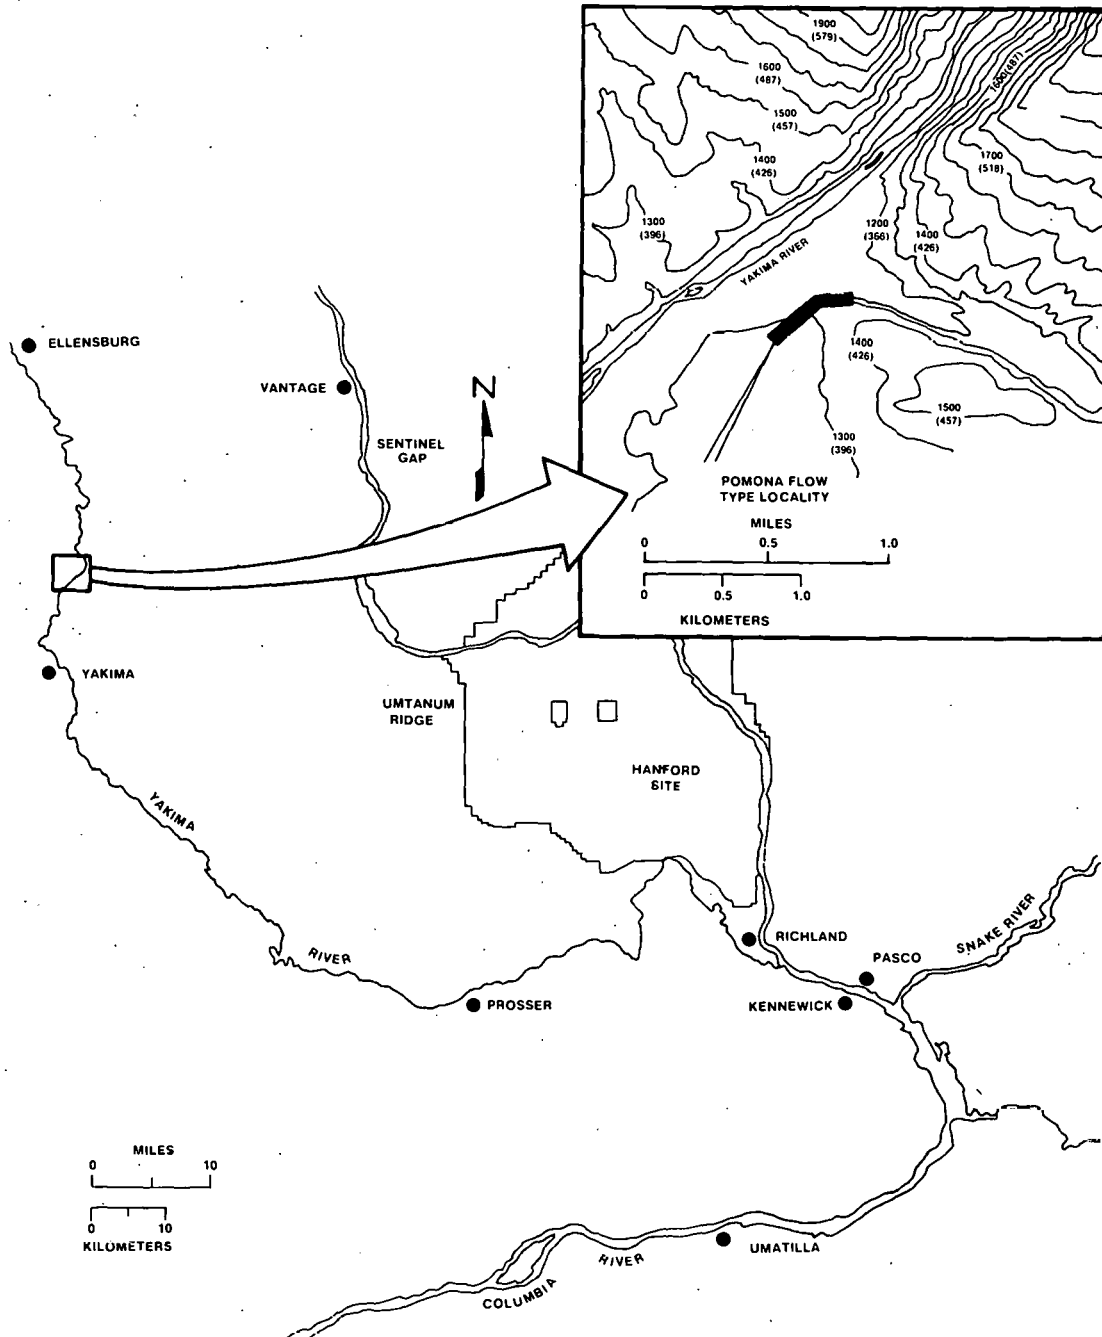 1900
(579)
1600
(487)
1600(487)
1500
(457)
1400
(426)
1700
(518)
1300
(396)
1200
(366)
1400
(426)
YAKIMA RIVER
1400
(426)
1500
(457)
1300
(396)
POMONA FLOW
TYPE LOCALITY
MILES
0 0.5 1.0
0 0.5 1.0
KILOMETERS
ELLENSBURG
VANTAGE
N
SENTINEL
GAP
YAKIMA
UMTANUM
RIDGE
HANFORD
SITE
YAKIMA
RIVER
PROSSER
RICHLAND
PASCO
SNAKE RIVER
KENNEWICK
MILES
0 10
0 10
KILOMETERS
UMATILLA
RIVER
COLUMBIA